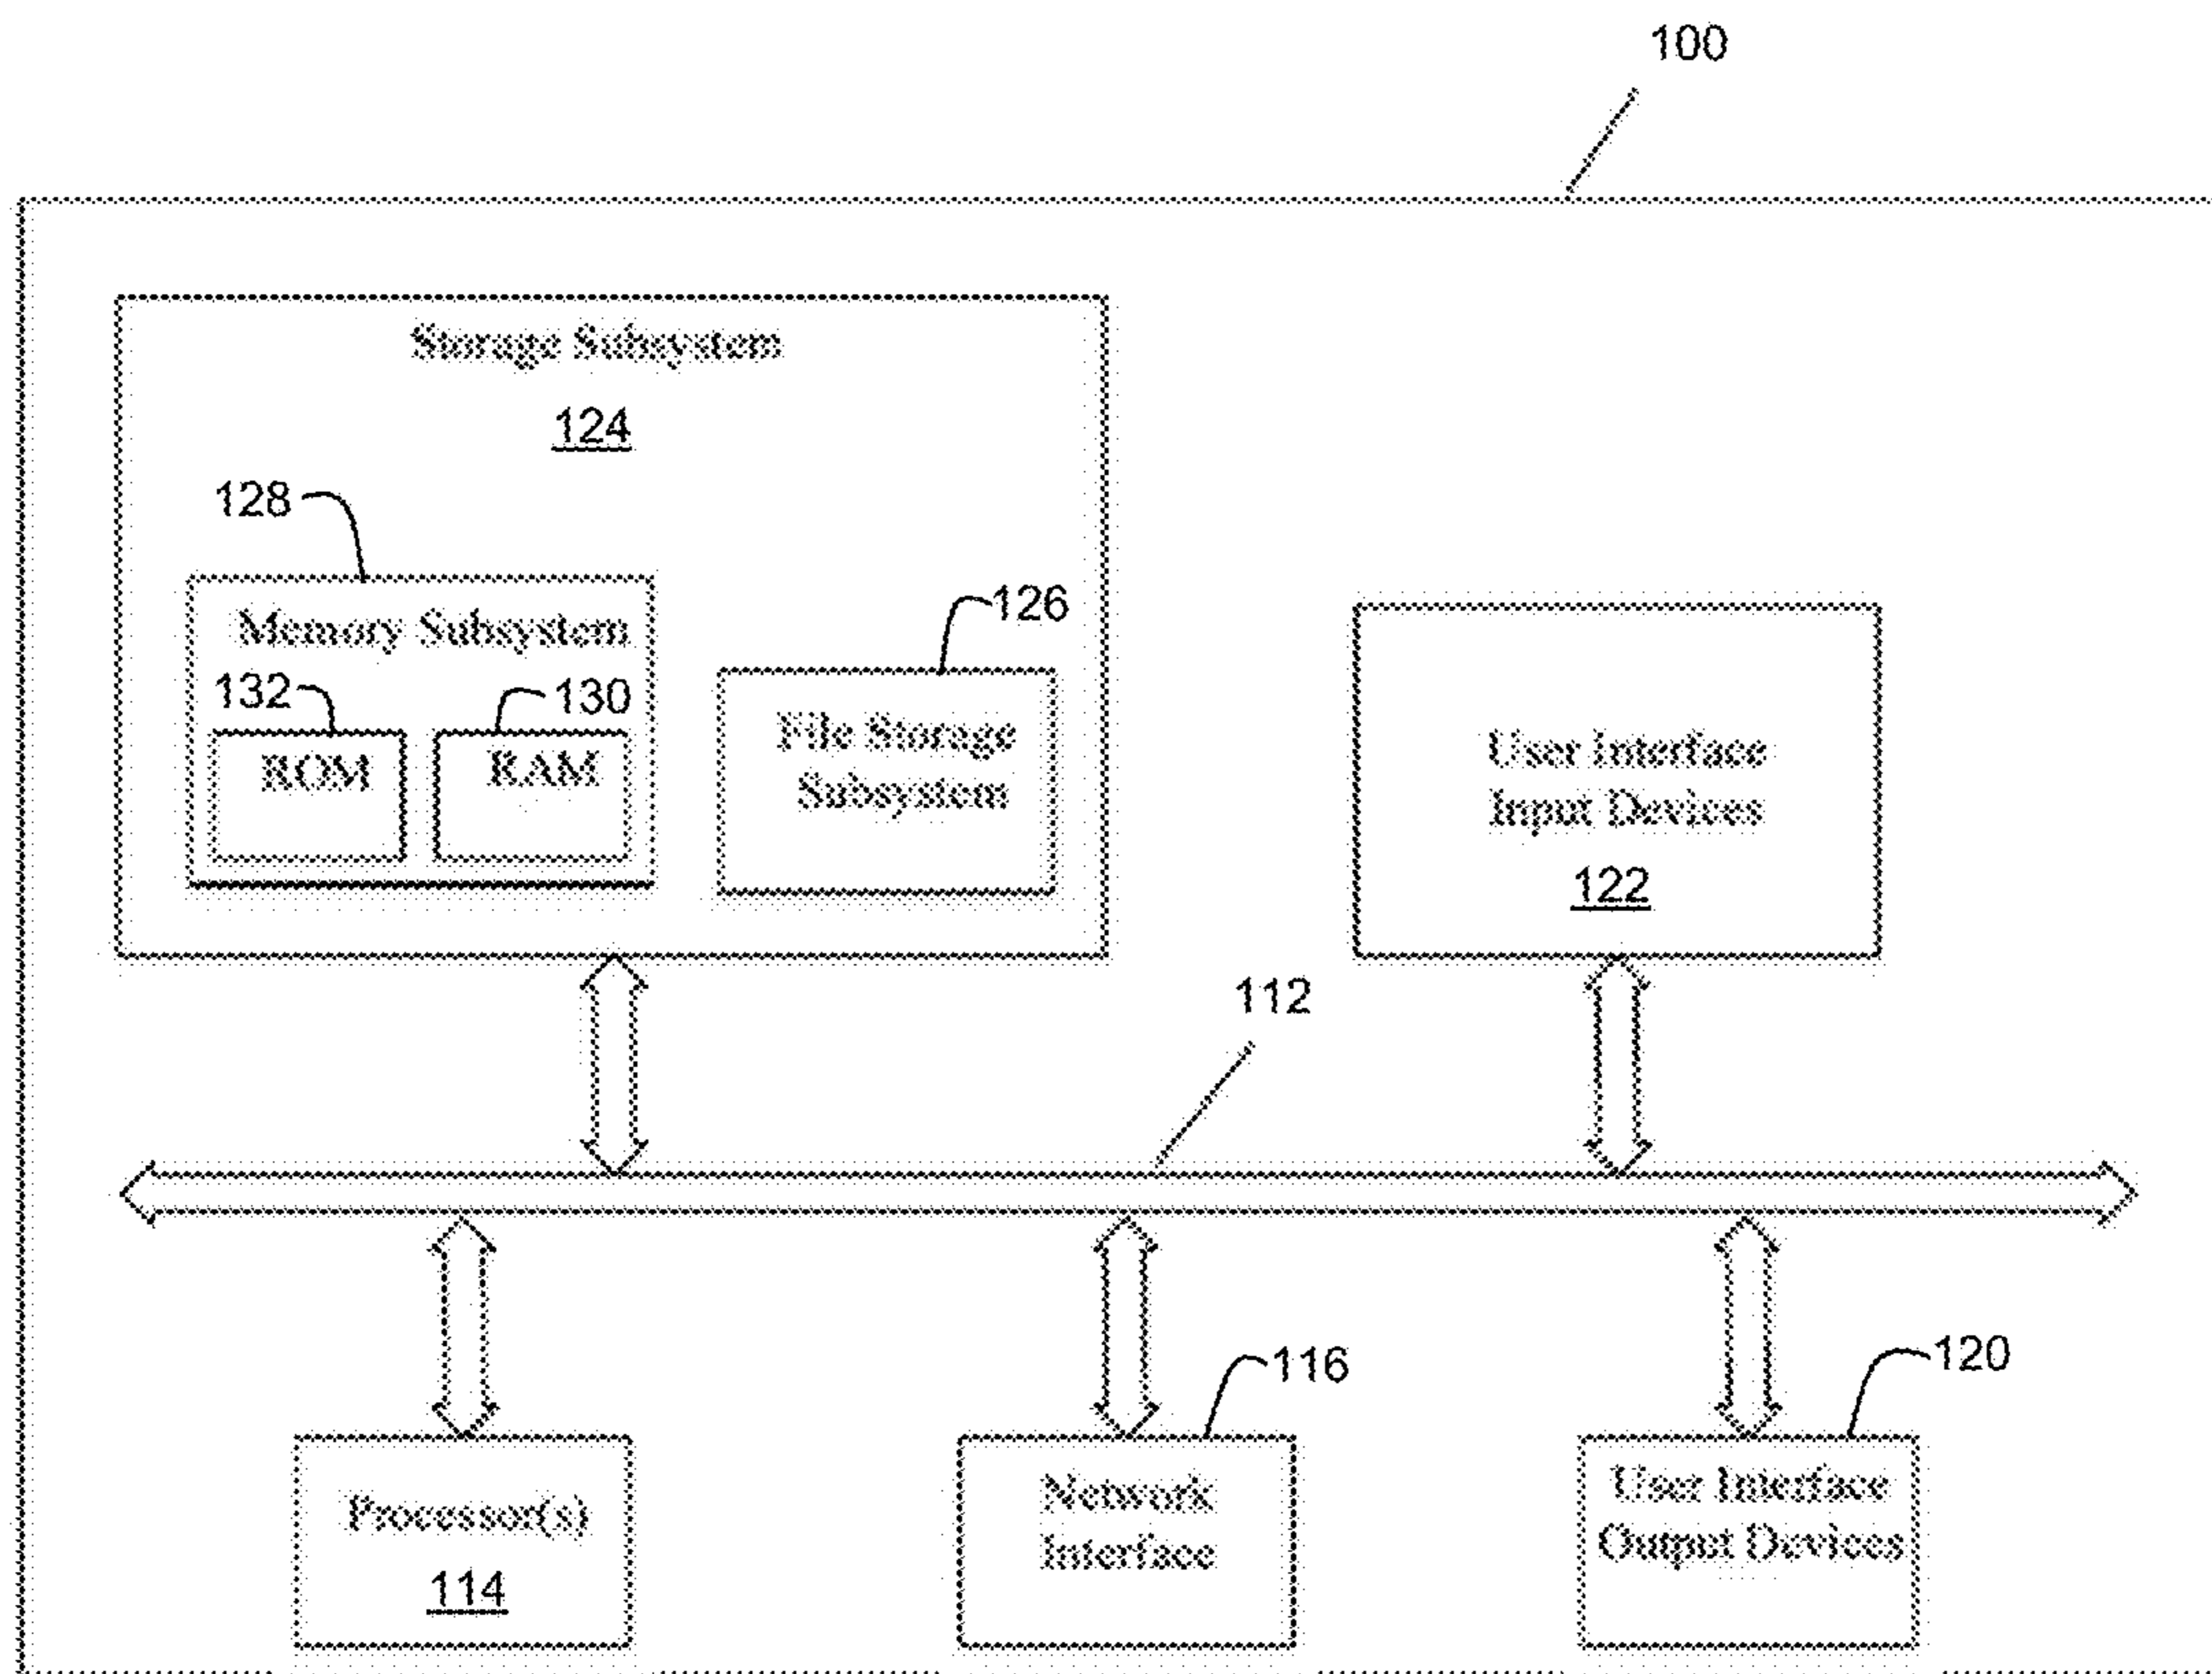 100
Storage Subsystem
124
128
Memory Subsystem
126
132
130
ROM
RAM
File Storage
Subsystem
User Interface
Input Devices
122
112
116
120
Processor(s)
114
Network
Interface
User Interface
Output Devices